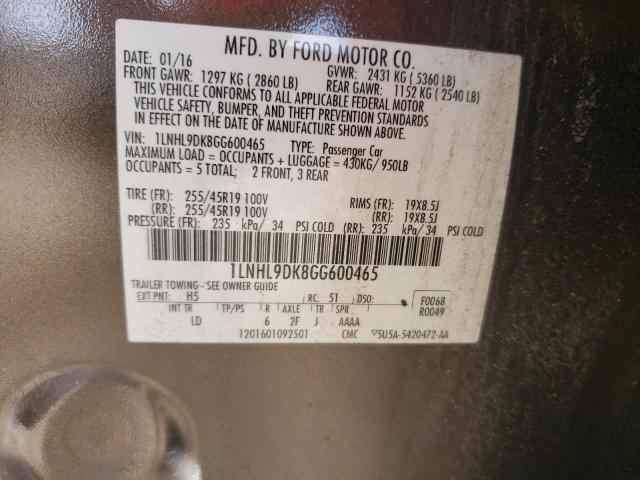 MFD. BY FORD MOTOR CO.
DATE: 01/16 GVWR: 2431 KG ( 5360 LB)
FRONT GAWR: 1297 KG ( 2860 LB) REAR GAWR: 1152 KG ( 2540 LB)
THIS VEHICLE CONFORMS TO ALL APPLICABLE FEDERAL MOTOR
VEHICLE SAFETY, BUMPER, AND THEFT PREVENTION STANDARDS
IN EFFECT ON THE DATE OF MANUFACTURE SHOWN ABOVE.
VIN: 1LNHL9DK8GG600465 TYPE: Passenger Car
MAXIMUM LOAD = OCCUPANTS + LUGGAGE = 430KG/ 950LB
OCCUPANTS = 5 TOTAL; 2 FRONT, 3 REAR
TIRE (FR): 255/45R19 100V RIMS (FR): 19X8.5J
(RR): 255/45R19 100V (RR): 19X8.5J
PRESSURE (FR): 235 kPa/ 34 PSI COLD (RR): 235 kPa/ 34 PSI COLD
1LNHL9DK8GG600465
TRAILER TOWING - SEE OWNER GUIDE
EXT PNT: H5 RC: 51 DSO: F0068
INT TR TP/PS R AXLE TR SPR R0049
LD 6 2F J AAAA
1201601092501 CMC 5U5A-5420472-AA